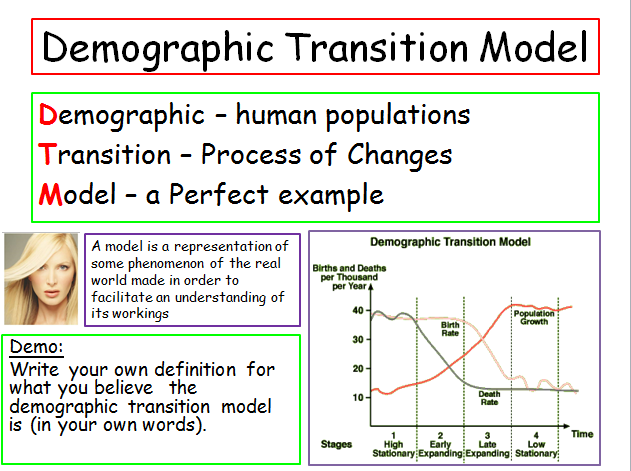 Demographic Transition Model
Demographic – human populations
Transition – Process of Changes
Model – a Perfect example
A model is a representation of
some phenomenon of the real
world made in order to
facilitate an understanding of
its workings
Demo:
Write your own definition for
what you believe the
demographic transition model
is (in your own words).
Demographic Transition Model
Births and Deaths
per Thousand
per Year
40
30
20
10
Birth
Rate
Population
Growth
Death
Rate
Time
Stages
1
High
Stationary
2
Early
Expanding
3
Late
Expanding
4
Low
Stationary